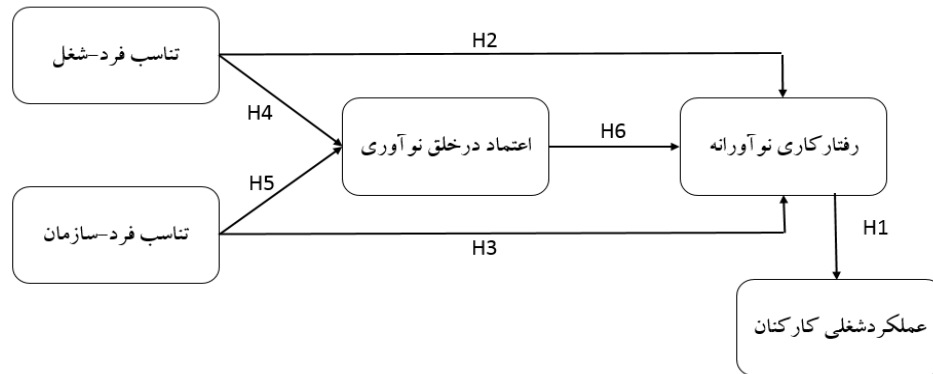 H2
تناسب فرد-شغل
H4
اعتماد درخلق نوآوری
H6
رفتارکاری نوآورانه
H5
تناسب فرد-سازمان
H3
H1
عملکردشغلی کارکنان